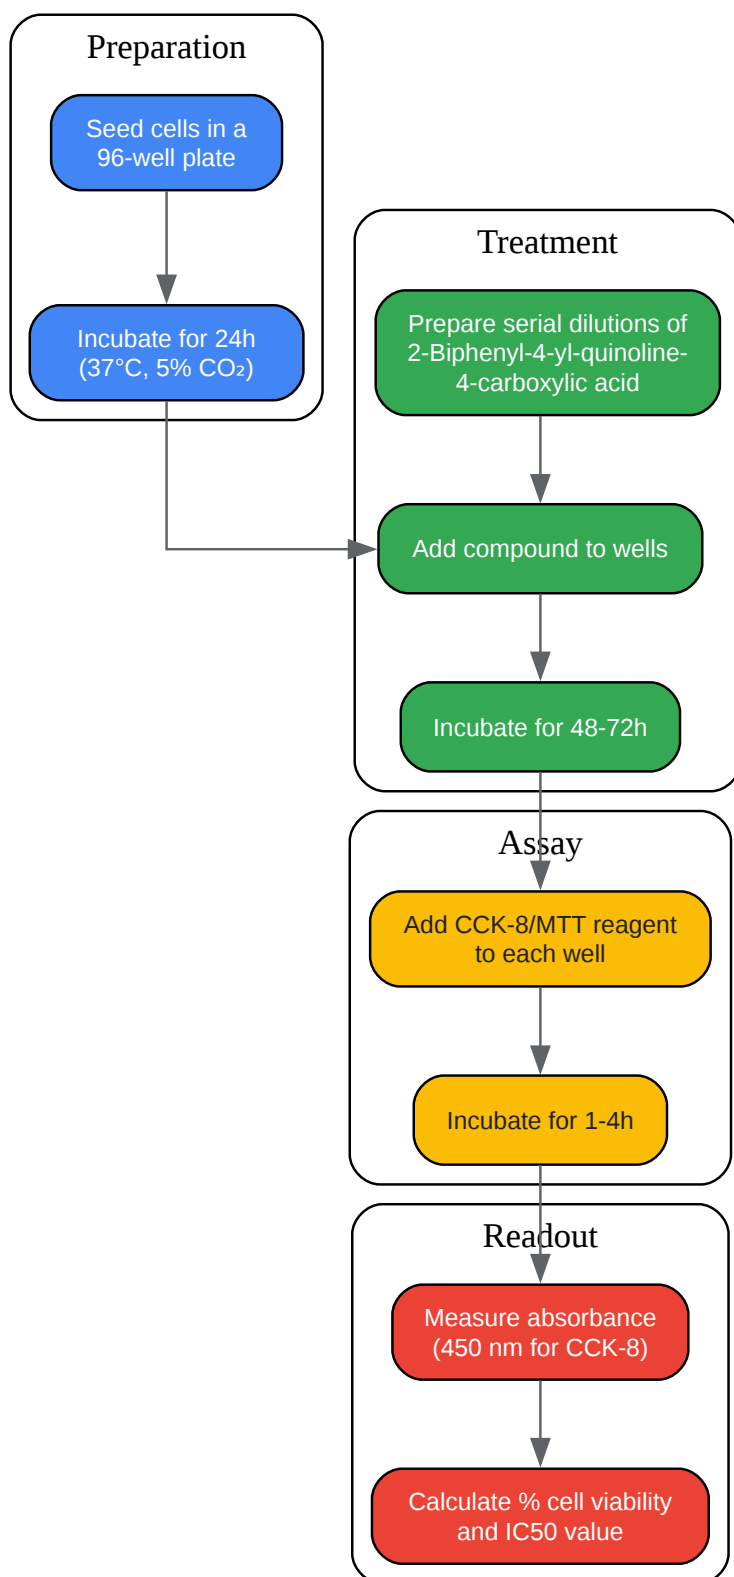 Preparation
Seed cells in a
96-well plate
Incubate for 24h
(37°C, 5% CO₂)
Treatment
Prepare serial dilutions of
2-Biphenyl-4-yl-quinoline-
4-carboxylic acid
Add compound to wells
Incubate for 48-72h
Assay
Add CCK-8/MTT reagent
to each well
Incubate for 1-4h
Readout
Measure absorbance
(450 nm for CCK-8)
Calculate % cell viability
and IC50 value